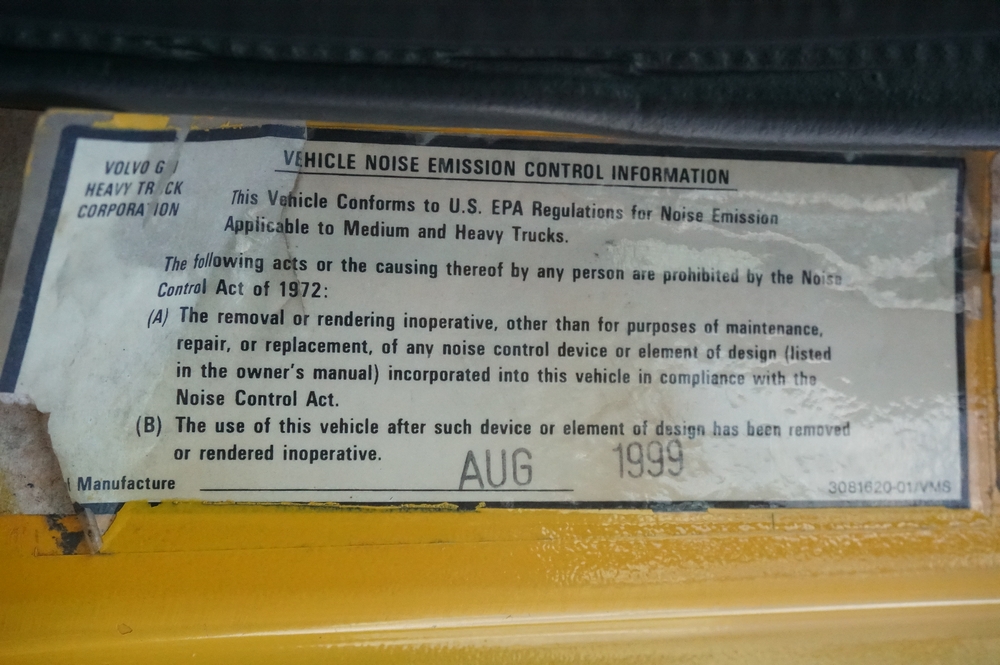 VOLVO G
HEAVY TR CK
CORPORA ION
VEHICLE NOISE EMISSION CONTROL INFORMATION
This Vehicle Conforms to U.S. EPA Regulations for Noise Emission
Applicable to Medium and Heavy Trucks.
The following acts or the causing thereof by any person are prohibited by the Noise
Control Act of 1972:
(A) The removal or rendering inoperative, other than for purposes of maintenance,
repair, or replacement, of any noise control device or element of design (listed
in the owner's manual) incorporated into this vehicle in compliance with the
Noise Control Act.
(B) The use of this vehicle after such device or element of design has been removed
or rendered inoperative.
Manufacture AUG 1999
3081620-01/VMS